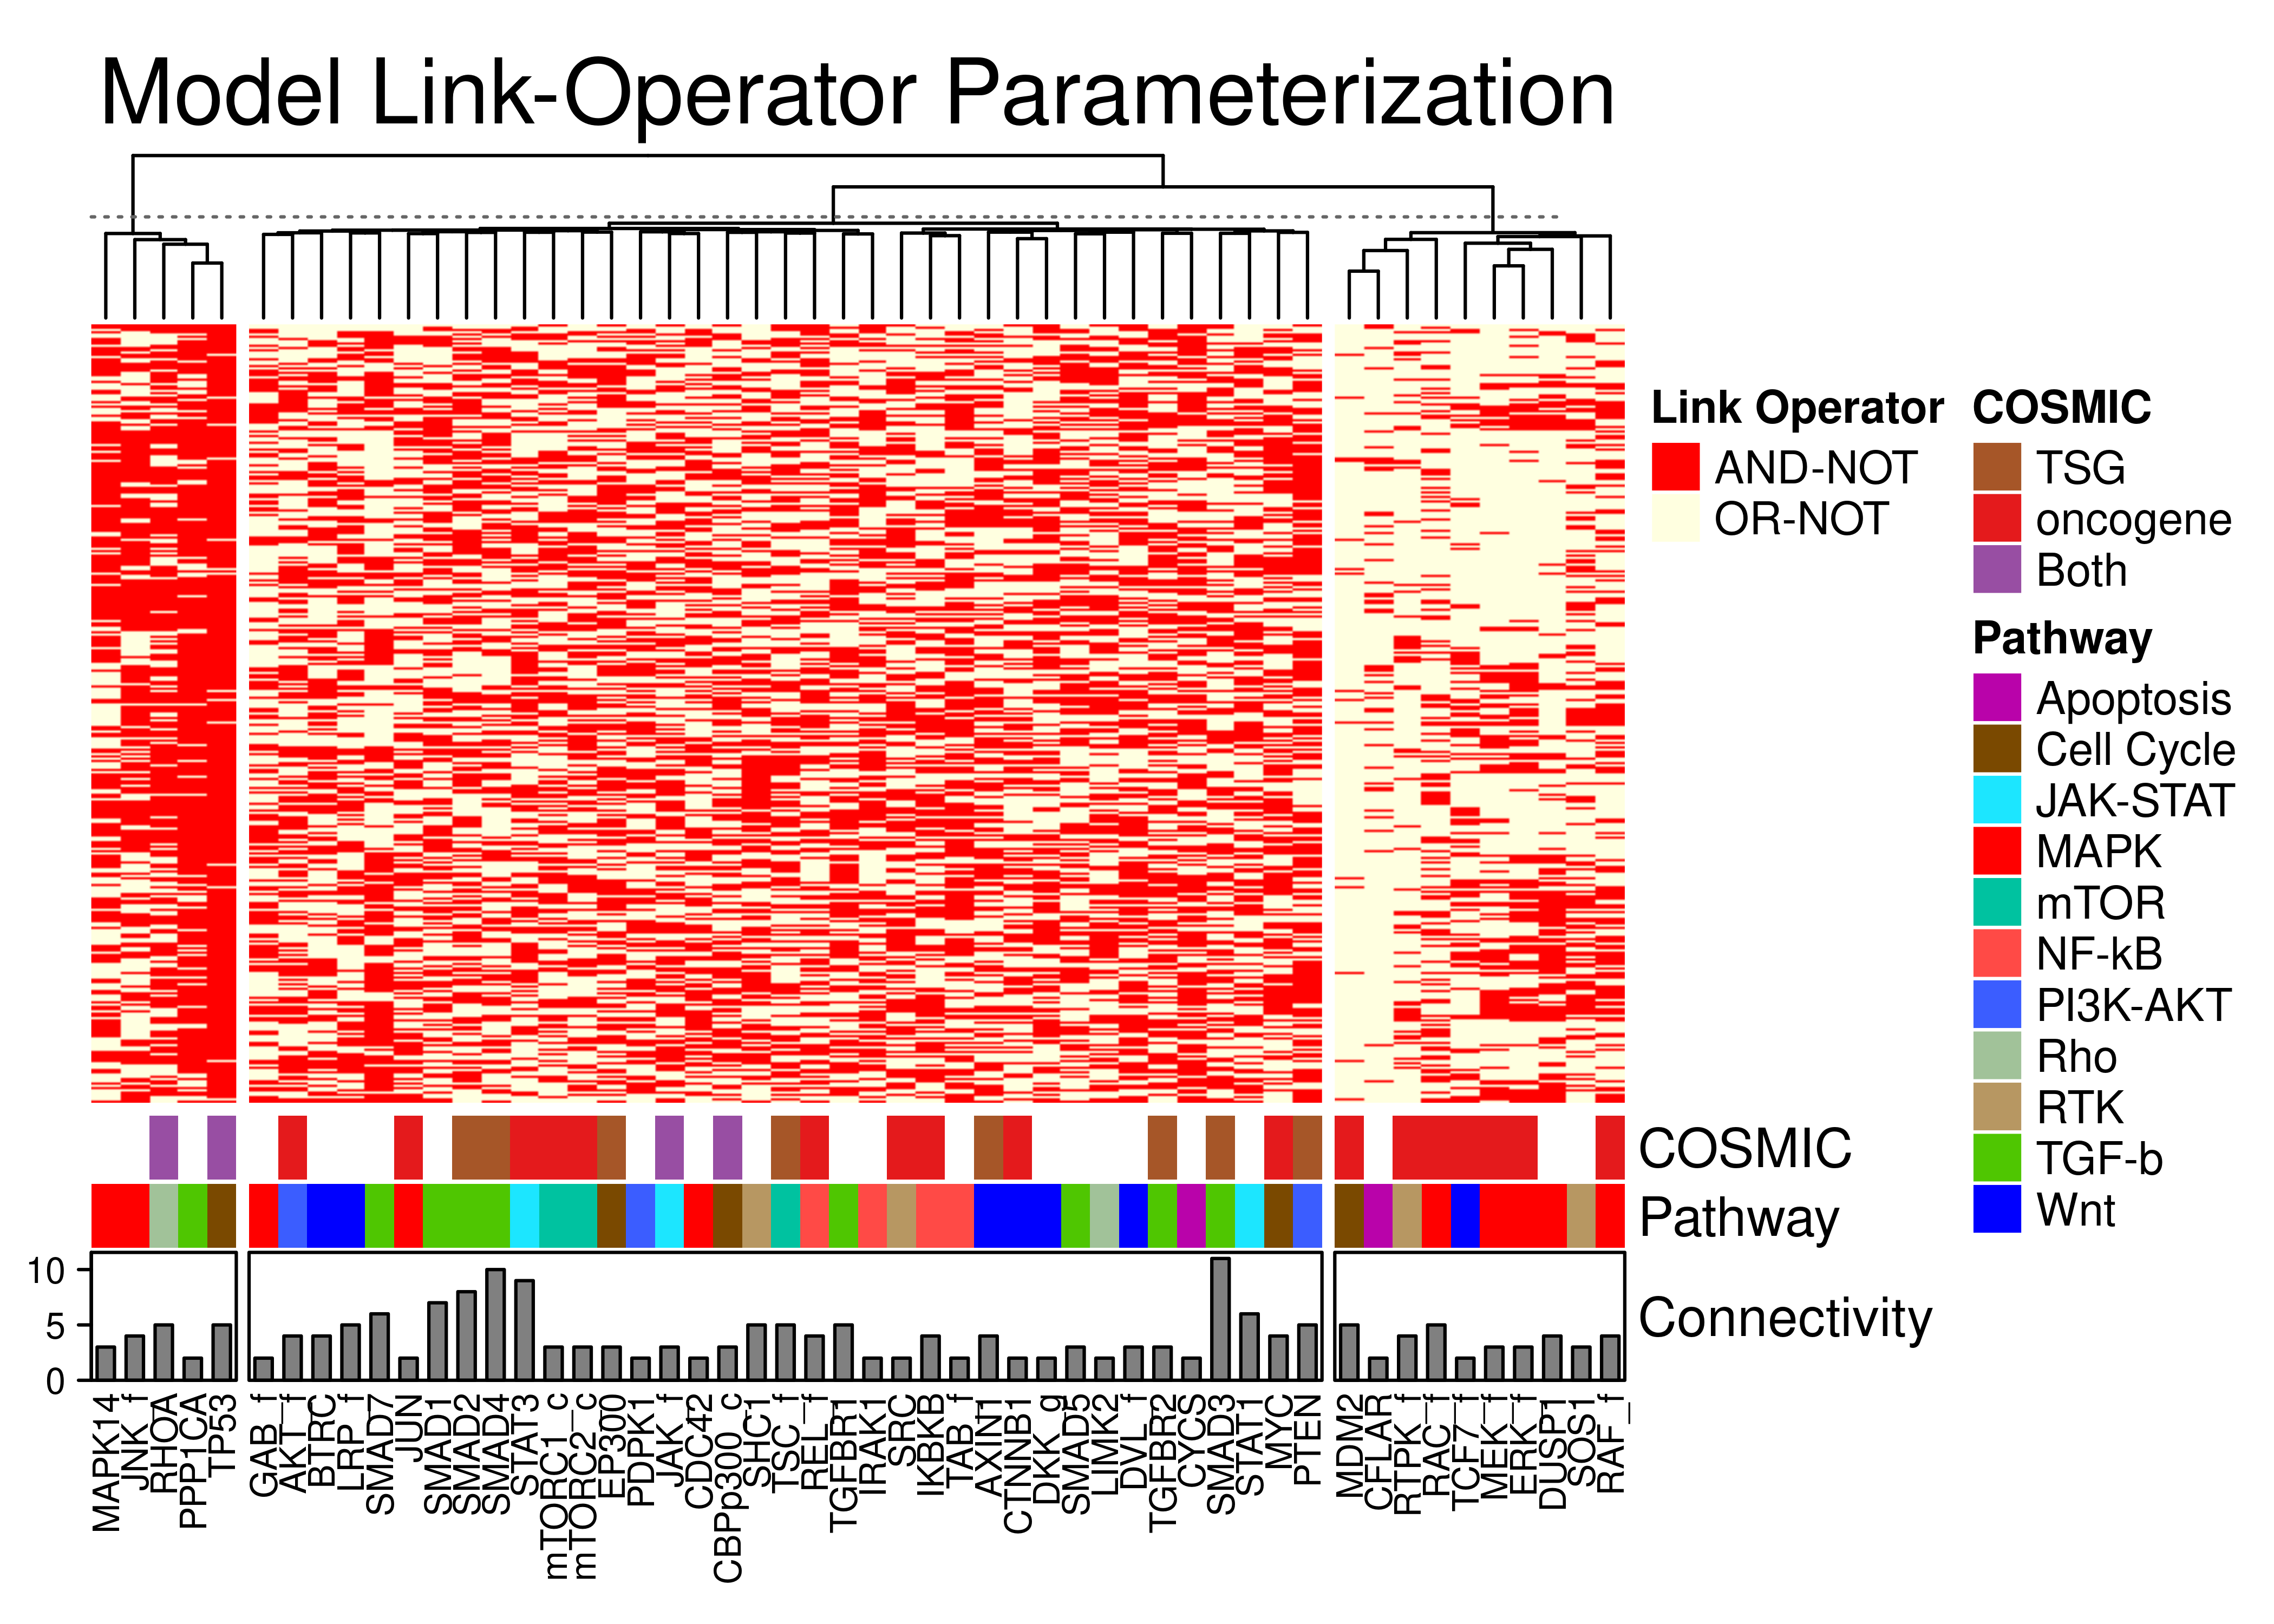 Model Link-Operator Parameterization
Link Operator
AND-NOT
OR-NOT
COSMIC
TSG
oncogene
Both
Pathway
Apoptosis
Cell Cycle
JAK-STAT
MAPK
mTOR
NF-kB
PI3K-AKT
Rho
RTK
TGF-b
Wnt
COSMIC
Pathway
Connectivity
10
5
0
MAPK14
JNK_f
RHOA
PPP1CA
TP53
GAB_f
AKT_f
BTRC
LRP_f
SMAD7
JUN
SMAD1
SMAD2
SMAD4
STAT3
mTORC1_c
mTORC2_c
EP300
PDPK1
JAK_f
CDC42
CBPp300_c
SHC1
TSC_f
REL_f
TGFBR1
IRAK1
SRC
IKBKB
TAB_f
AXIN1
CTNNB1
DKK_g
SMAD5
LIMK2
DVL_f
TGFBR2
CYCS
SMAD3
STAT1
MYC
PTEN
MDM2
CFLAR
RTPK_f
RAC_f
TCF7_f
MEK_f
ERK_f
DUSP1
SOS1
RAF_f